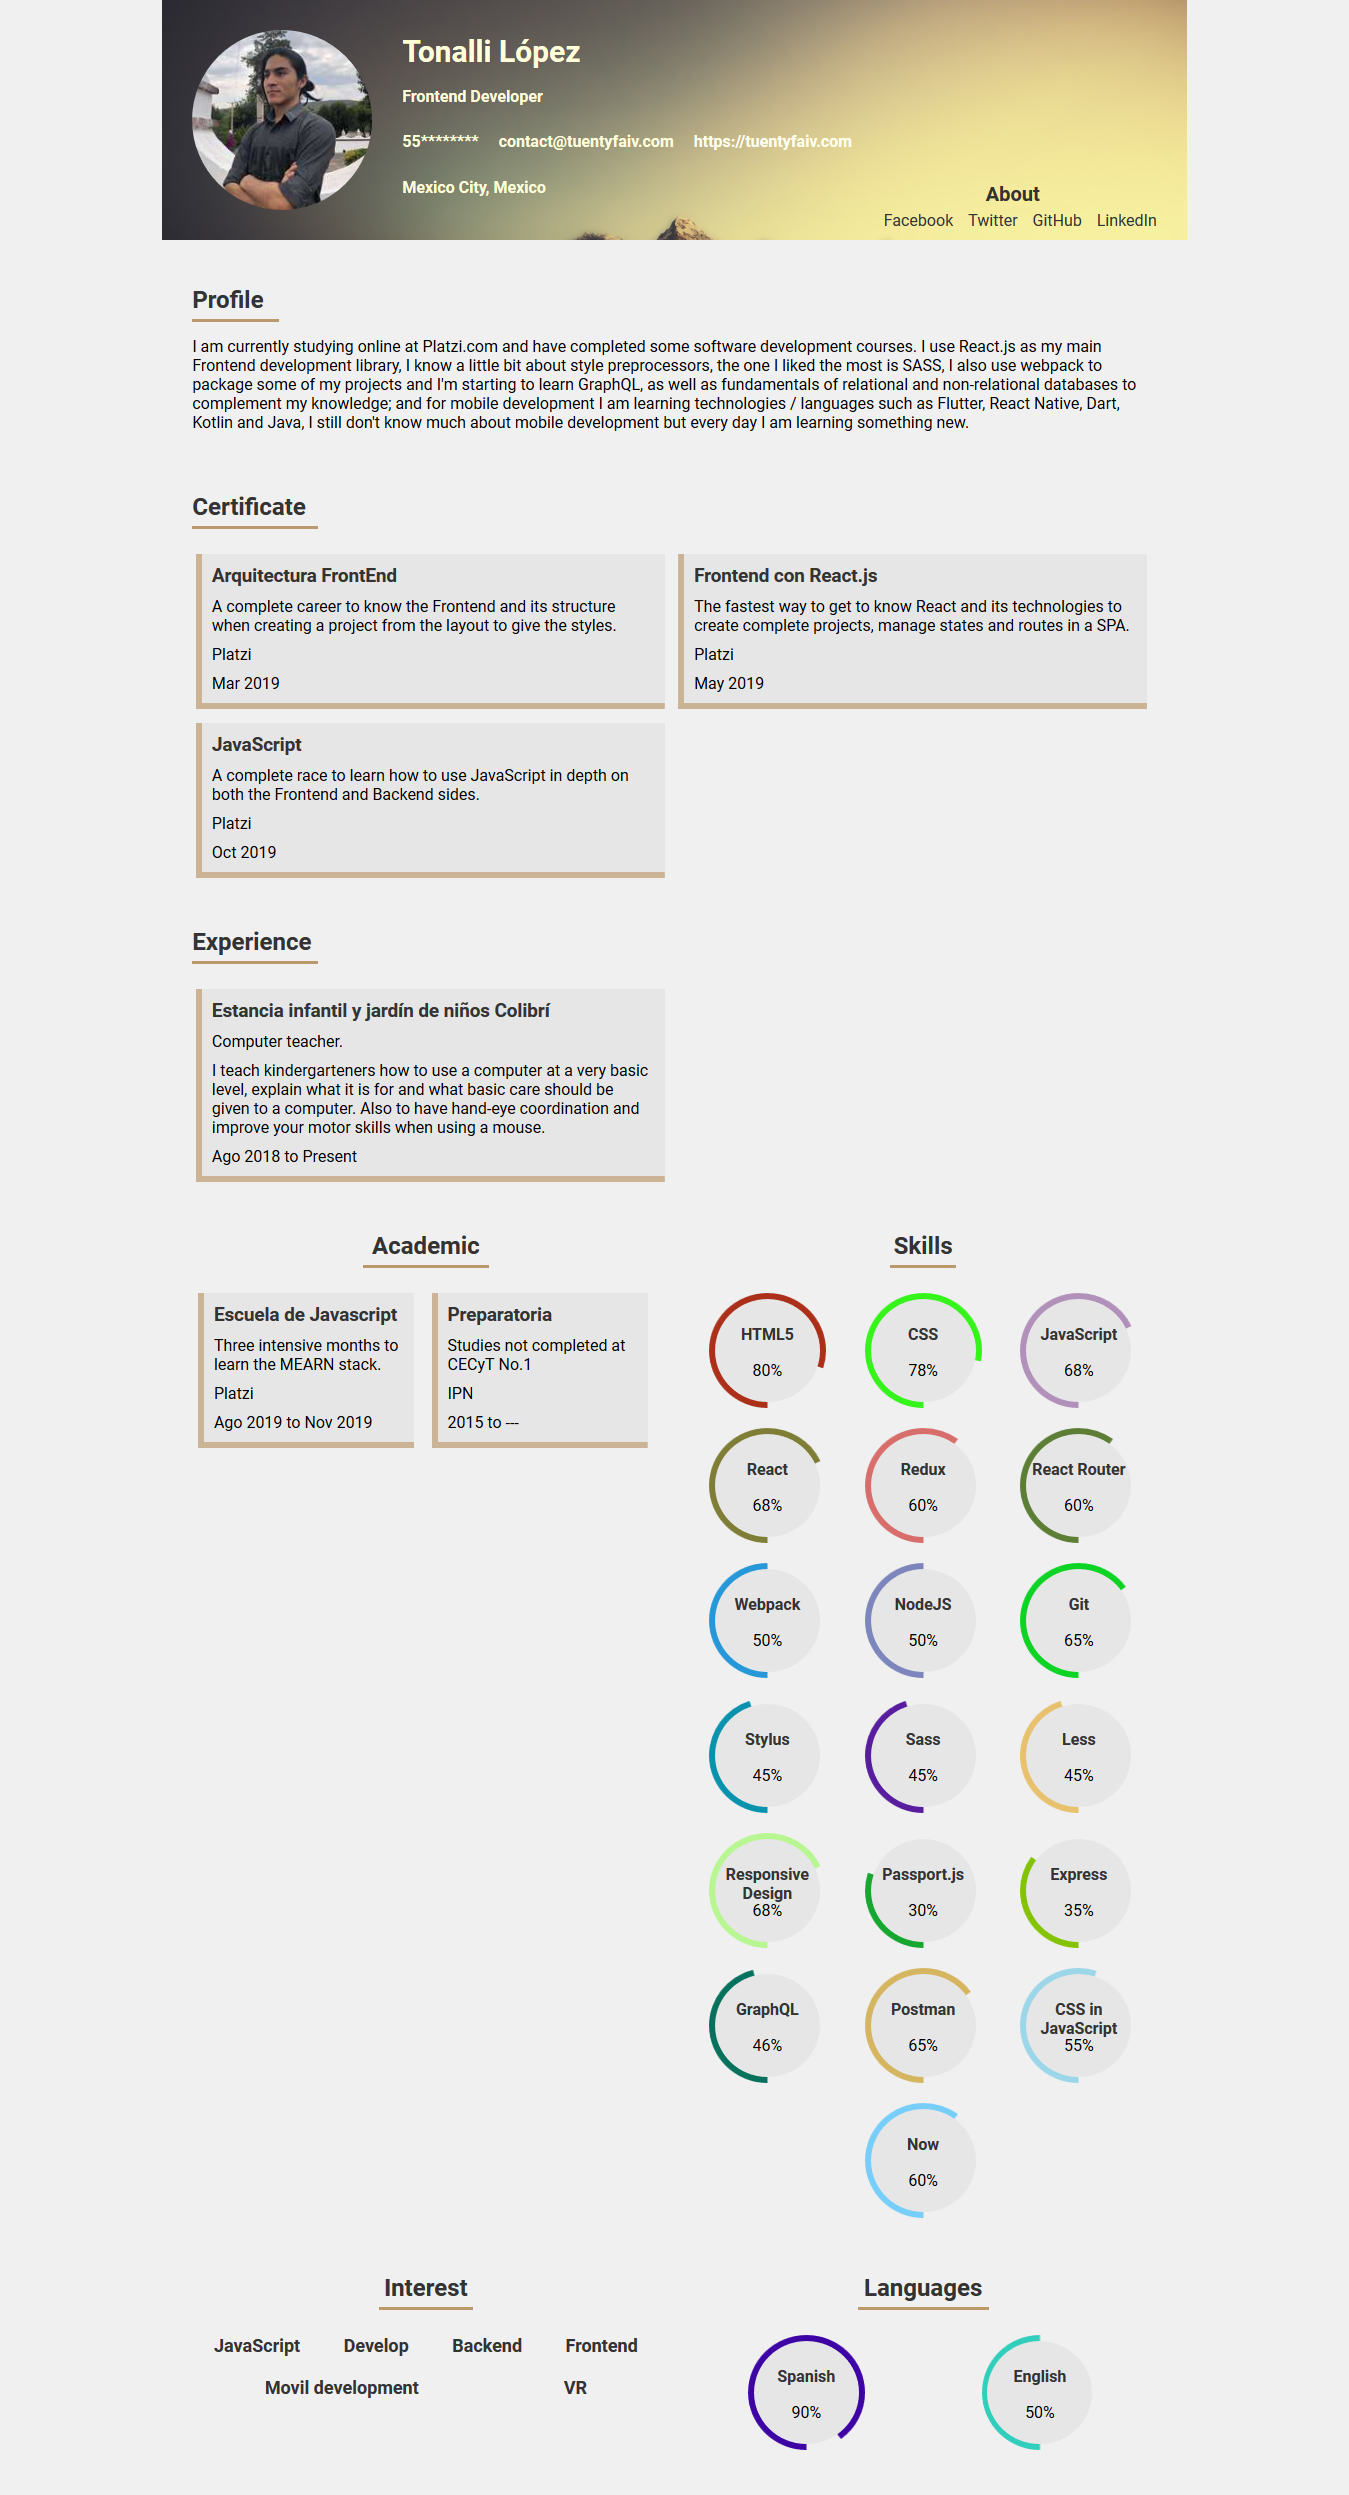 Tonalli López
Frontend Developer
55******** contact@tuentyfaiv.com https://tuentyfaiv.com
Mexico City, Mexico
About
Facebook Twitter GitHub LinkedIn
Profile
I am currently studying online at Platzi.com and have completed some software development courses. I use React.js as my main
Frontend development library, I know a little bit about style preprocessors, the one I liked the most is SASS, I also use webpack to
package some of my projects and I'm starting to learn GraphQL, as well as fundamentals of relational and non-relational databases to
complement my knowledge; and for mobile development I am learning technologies / languages such as Flutter, React Native, Dart,
Kotlin and Java, I still don't know much about mobile development but every day I am learning something new.
Certificate
Arquitectura FrontEnd
A complete career to know the Frontend and its structure
when creating a project from the layout to give the styles.
Platzi
Mar 2019
Frontend con React.js
The fastest way to get to know React and its technologies to
create complete projects, manage states and routes in a SPA.
Platzi
May 2019
JavaScript
A complete race to learn how to use JavaScript in depth on
both the Frontend and Backend sides.
Platzi
Oct 2019
Experience
Estancia infantil y jardín de niños Colibrí
Computer teacher.
I teach kindergarteners how to use a computer at a very basic
level, explain what it is for and what basic care should be
given to a computer. Also to have hand-eye coordination and
improve your motor skills when using a mouse.
Ago 2018 to Present
Academic
Escuela de Javascript
Three intensive months to
learn the MEARN stack.
Platzi
Ago 2019 to Nov 2019
Preparatoria
Studies not completed at
CECyT No.1
IPN
2015 to ---
Skills
HTML5
80%
CSS
78%
JavaScript
68%
React
68%
Redux
60%
React Router
60%
Webpack
50%
NodeJS
50%
Git
65%
Stylus
45%
Sass
45%
Less
45%
Responsive
Design
68%
Passport.js
30%
Express
35%
GraphQL
46%
Postman
65%
CSS in
JavaScript
55%
Now
60%
Interest
JavaScript Develop Backend Frontend
Movil development VR
Languages
Spanish
90%
English
50%